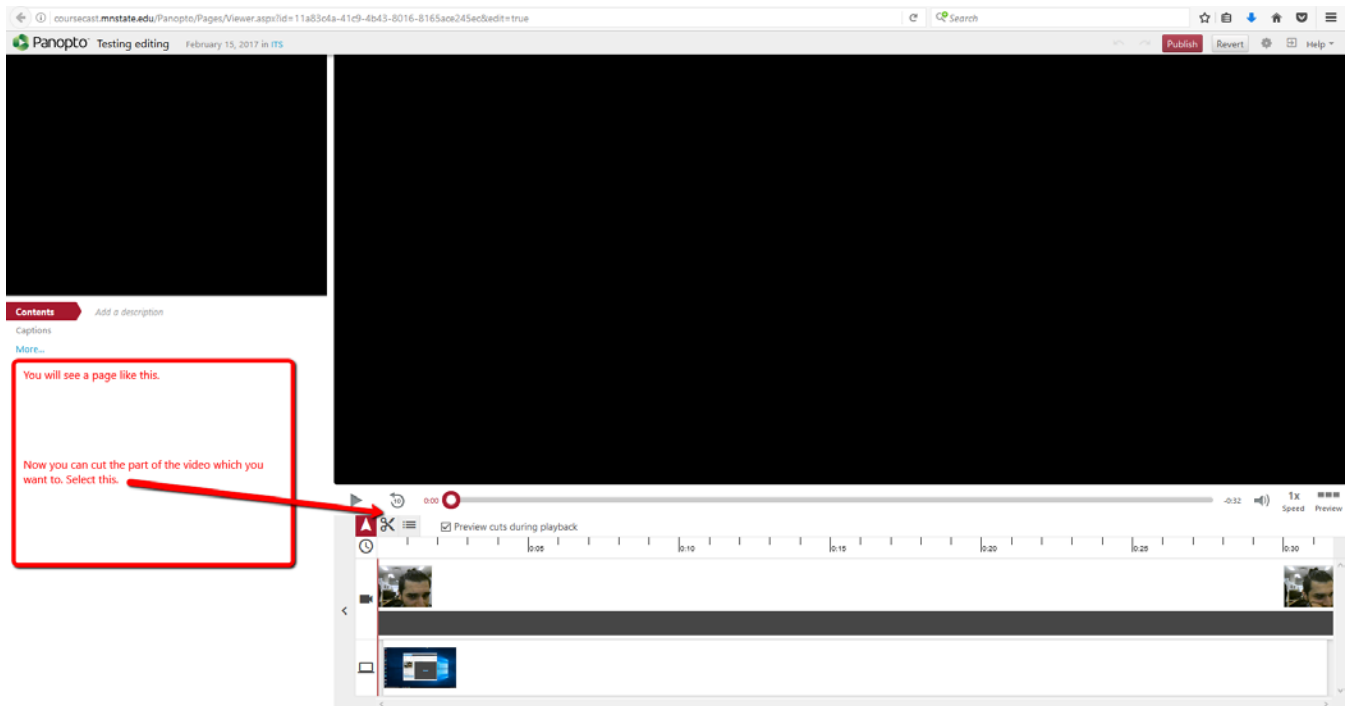 coursecast.mnstate.edu/Panopto/Pages/Viewer.aspx?id=11a83c4a-41c9-4b43-8016-8165ace245ec&edit=true
Search
Panopto Testing editing February 15, 2017 in ITS
Publish Revert Help
Contents Add a description
Captions
More...
You will see a page like this.
Now you can cut the part of the video which you
want to. Select this.
10 0:00 -0:32 1x
Speed Preview
Preview cuts during playback
0:05 0:10 0:15 0:20 0:25 0:30